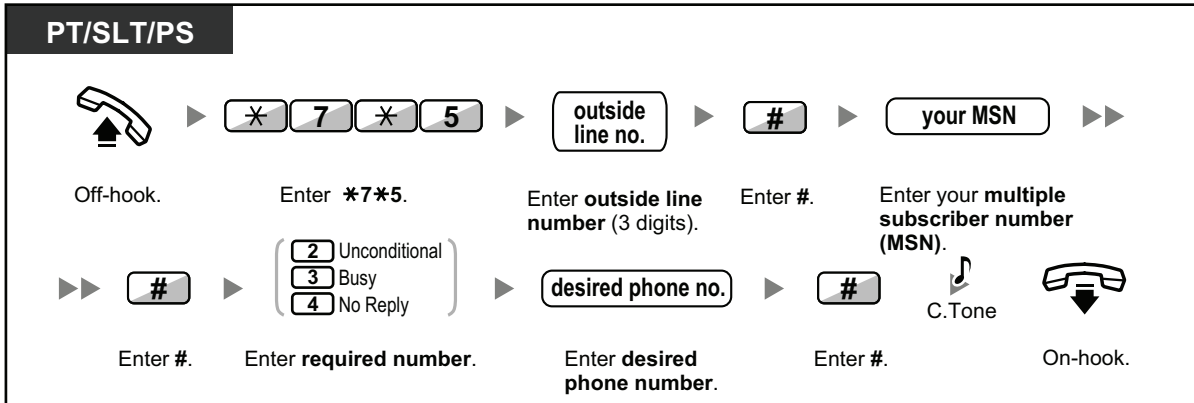 PT/SLT/PS
✳ 7 ✳ 5
outside
line no.
#
your MSN
Off-hook.
Enter ✳7✳5.
Enter outside line
number (3 digits).
Enter #.
Enter your multiple
subscriber number
(MSN).
#
2 Unconditional
3 Busy
4 No Reply
desired phone no.
#
C.Tone
Enter #.
Enter required number.
Enter desired
phone number.
Enter #.
On-hook.